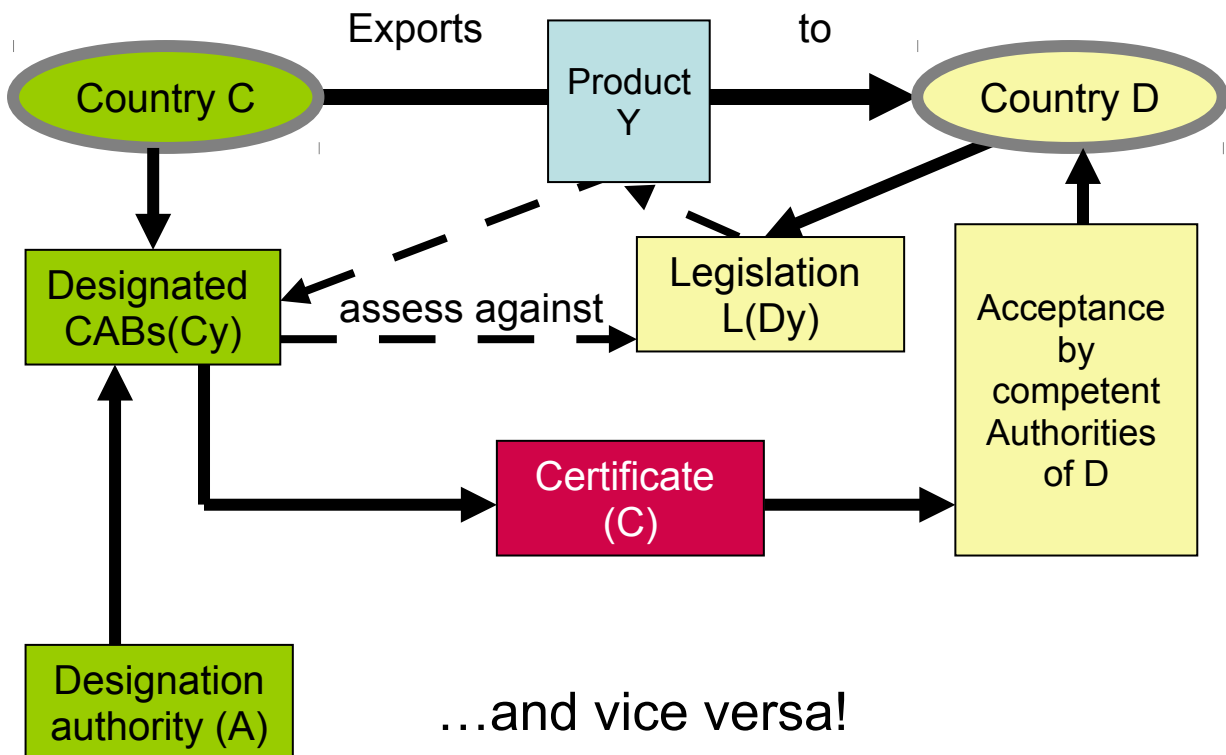 Exports
to
Country C
Product
Y
Country D
Designated
CABs(Cy)
assess against
Legislation
L(Dy)
Acceptance
by
competent
Authorities
of D
Certificate
(C)
Designation
authority (A)
…and vice versa!